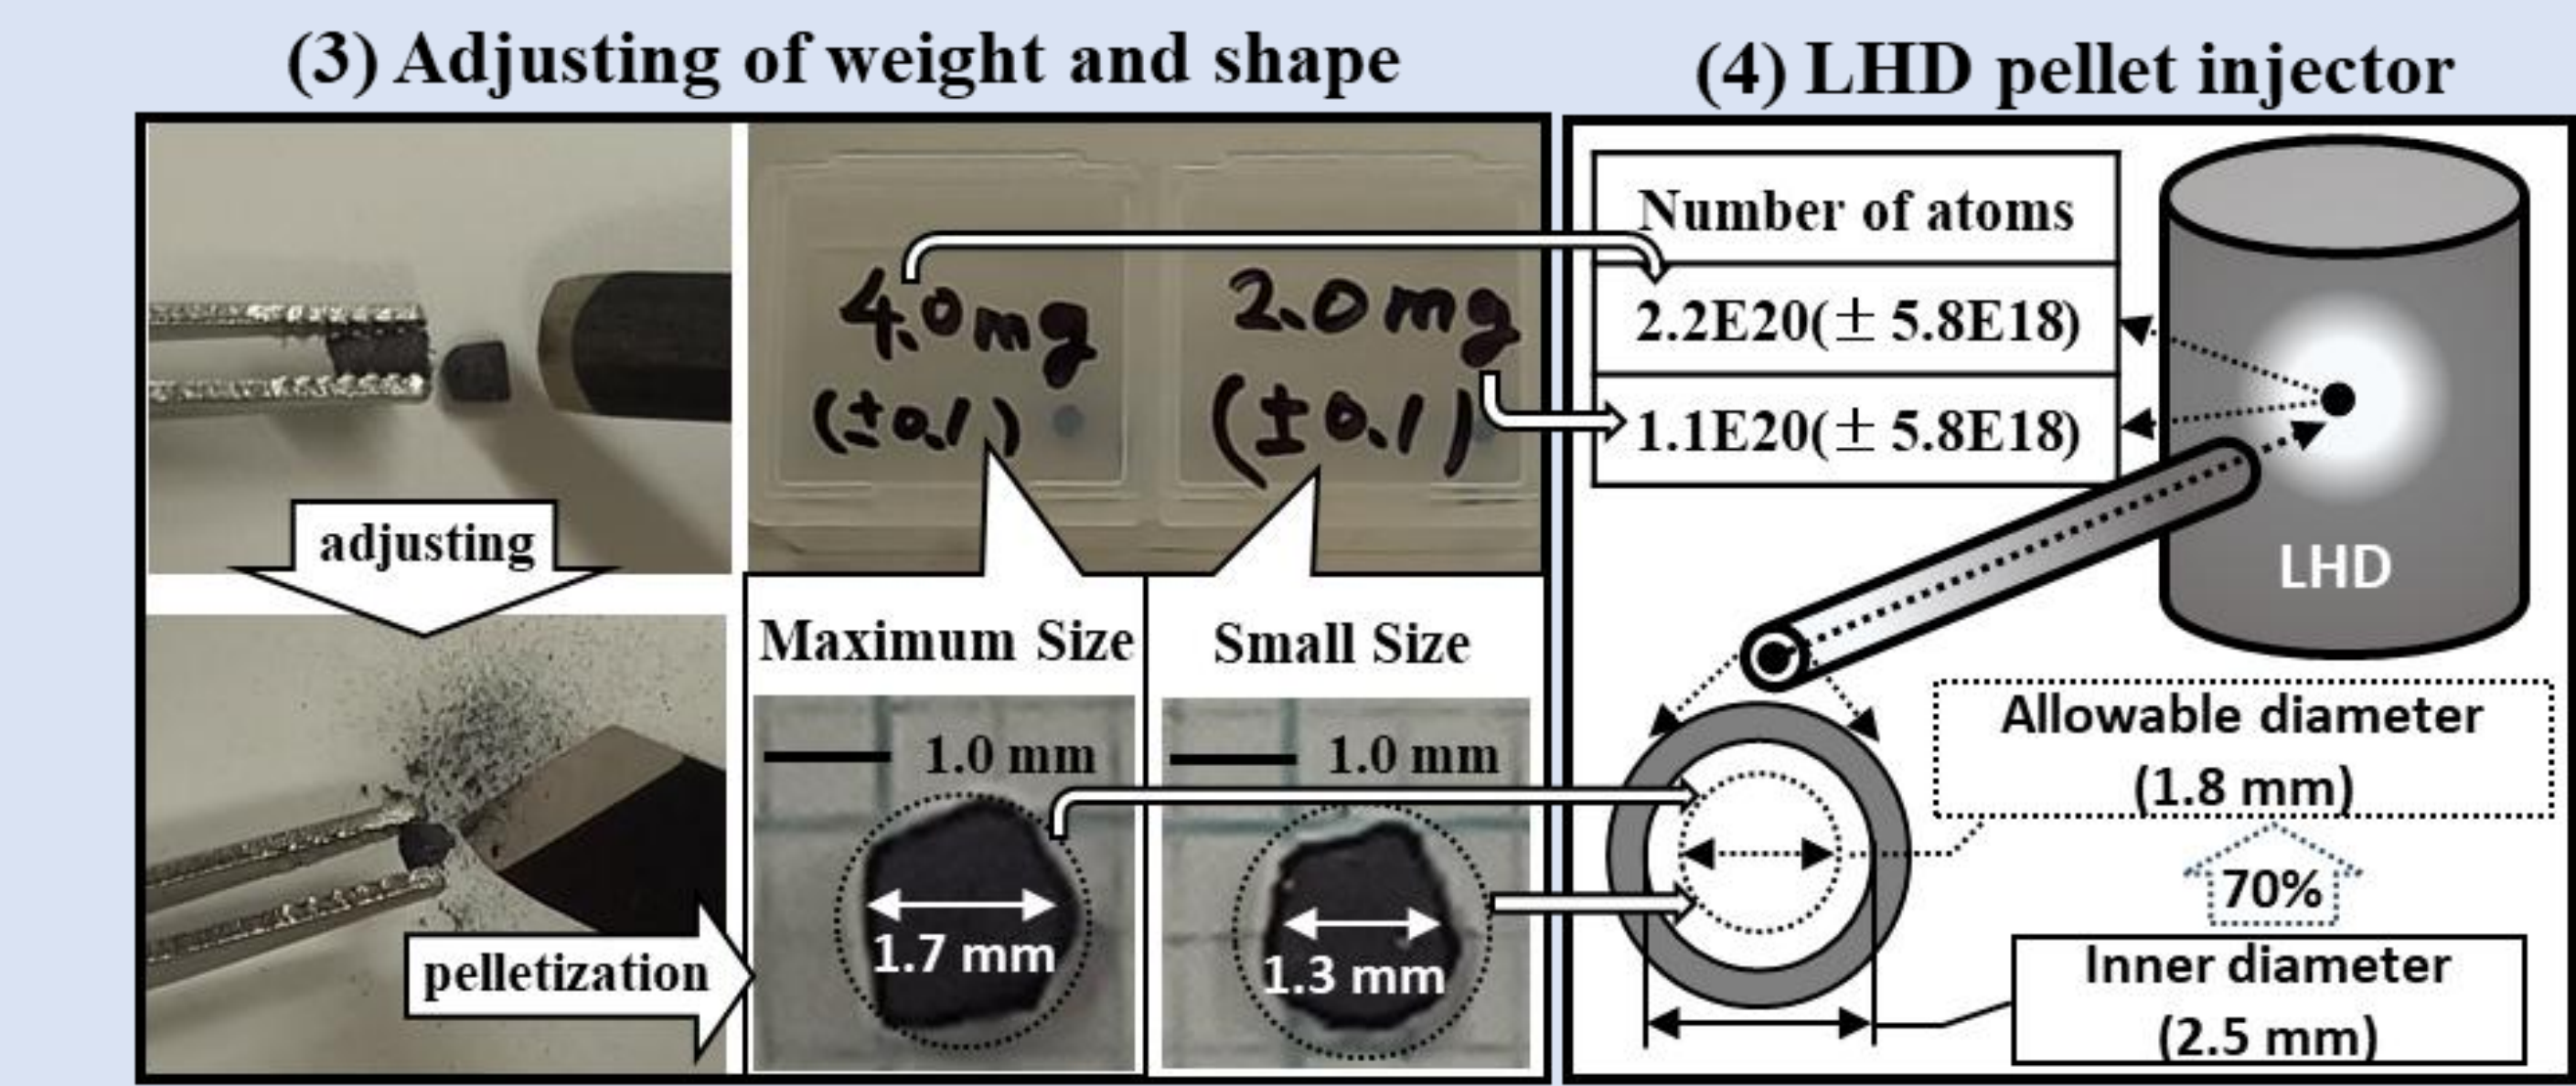 (3) Adjusting of weight and shape
adjusting
pelletization
4.0mg
(±0.1)
2.0mg
(±0.1)
Maximum Size
1.0 mm
1.7 mm
Small Size
1.0 mm
1.3 mm
(4) LHD pellet injector
Number of atoms
2.2E20(± 5.8E18)
1.1E20(± 5.8E18)
LHD
Allowable diameter
(1.8 mm)
70%
Inner diameter
(2.5 mm)